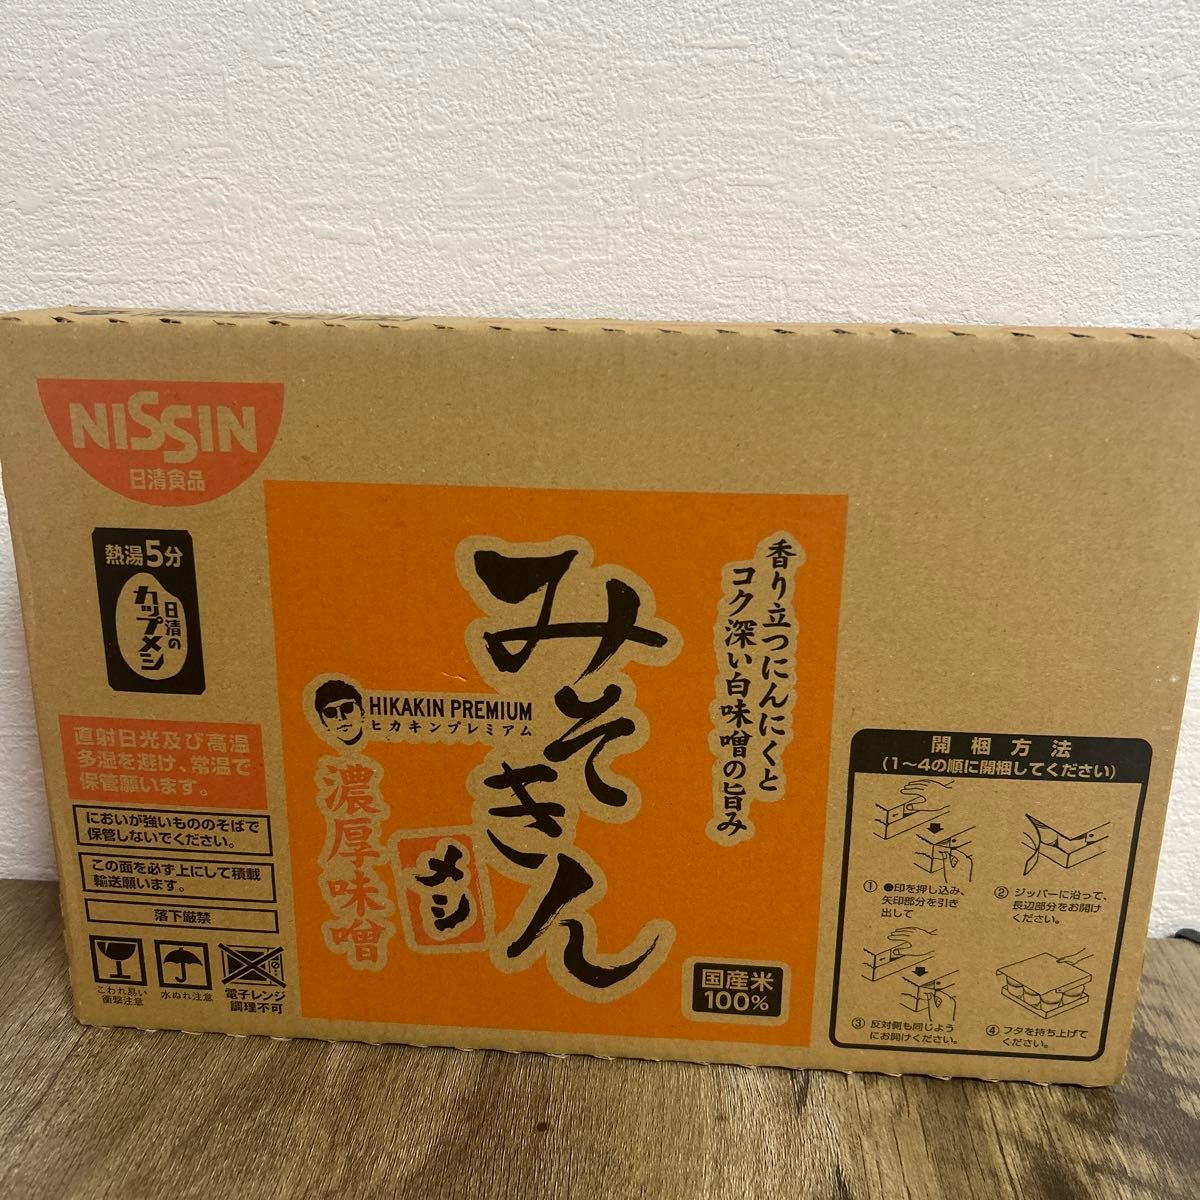 NISSIN
日清食品
熱湯5分
日清の
カップメシ
直射日光及び高温
多湿を避け、常温で
保管願います。
においが強いもののそばで
保管しないでください。
この面を必ず上にして積載
輸送願います。
落下厳禁
こわれ易い
衝撃注意
水ぬれ注意
電子レンジ
調理不可
香り立つにんにくと
コク深い白味噌の旨み
みそきん
HIKAKIN PREMIUM
ヒカキンプレミアム
濃厚味噌
メシ
国産米
100%
開梱方法
(1〜4の順に開梱してください)
① ●印を押し込み、
矢印部分を引き
出して
② ジッパーに沿って、
長辺部分をお開け
ください。
③ 反対側も同じよう
にお開けください。
④ フタを持ち上げて
ください。